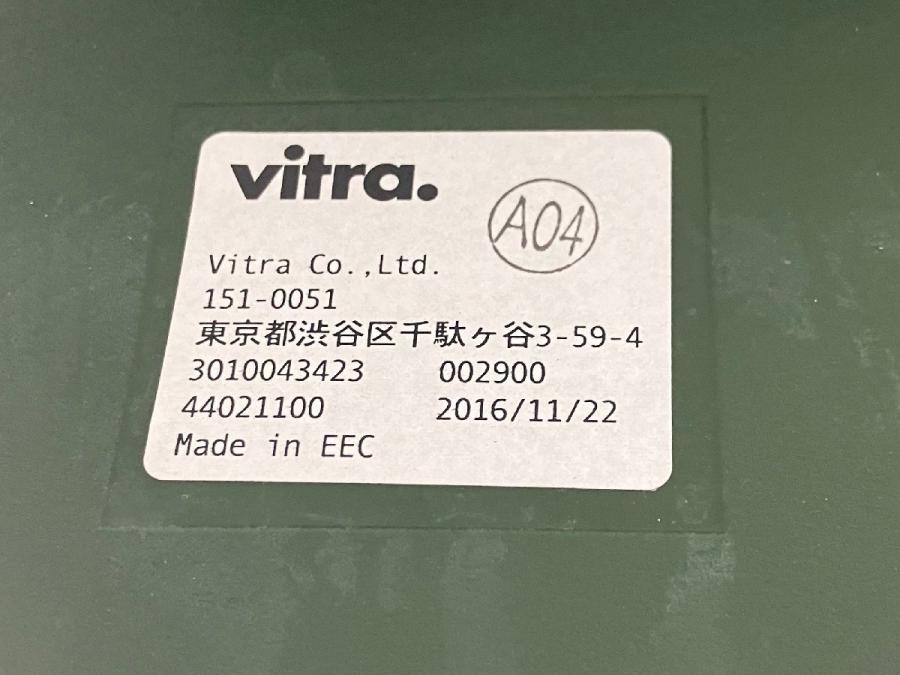 vitra.
A04
Vitra Co.,Ltd.
151-0051
東京都渋谷区千駄ヶ谷3-59-4
3010043423 002900
44021100 2016/11/22
Made in EEC